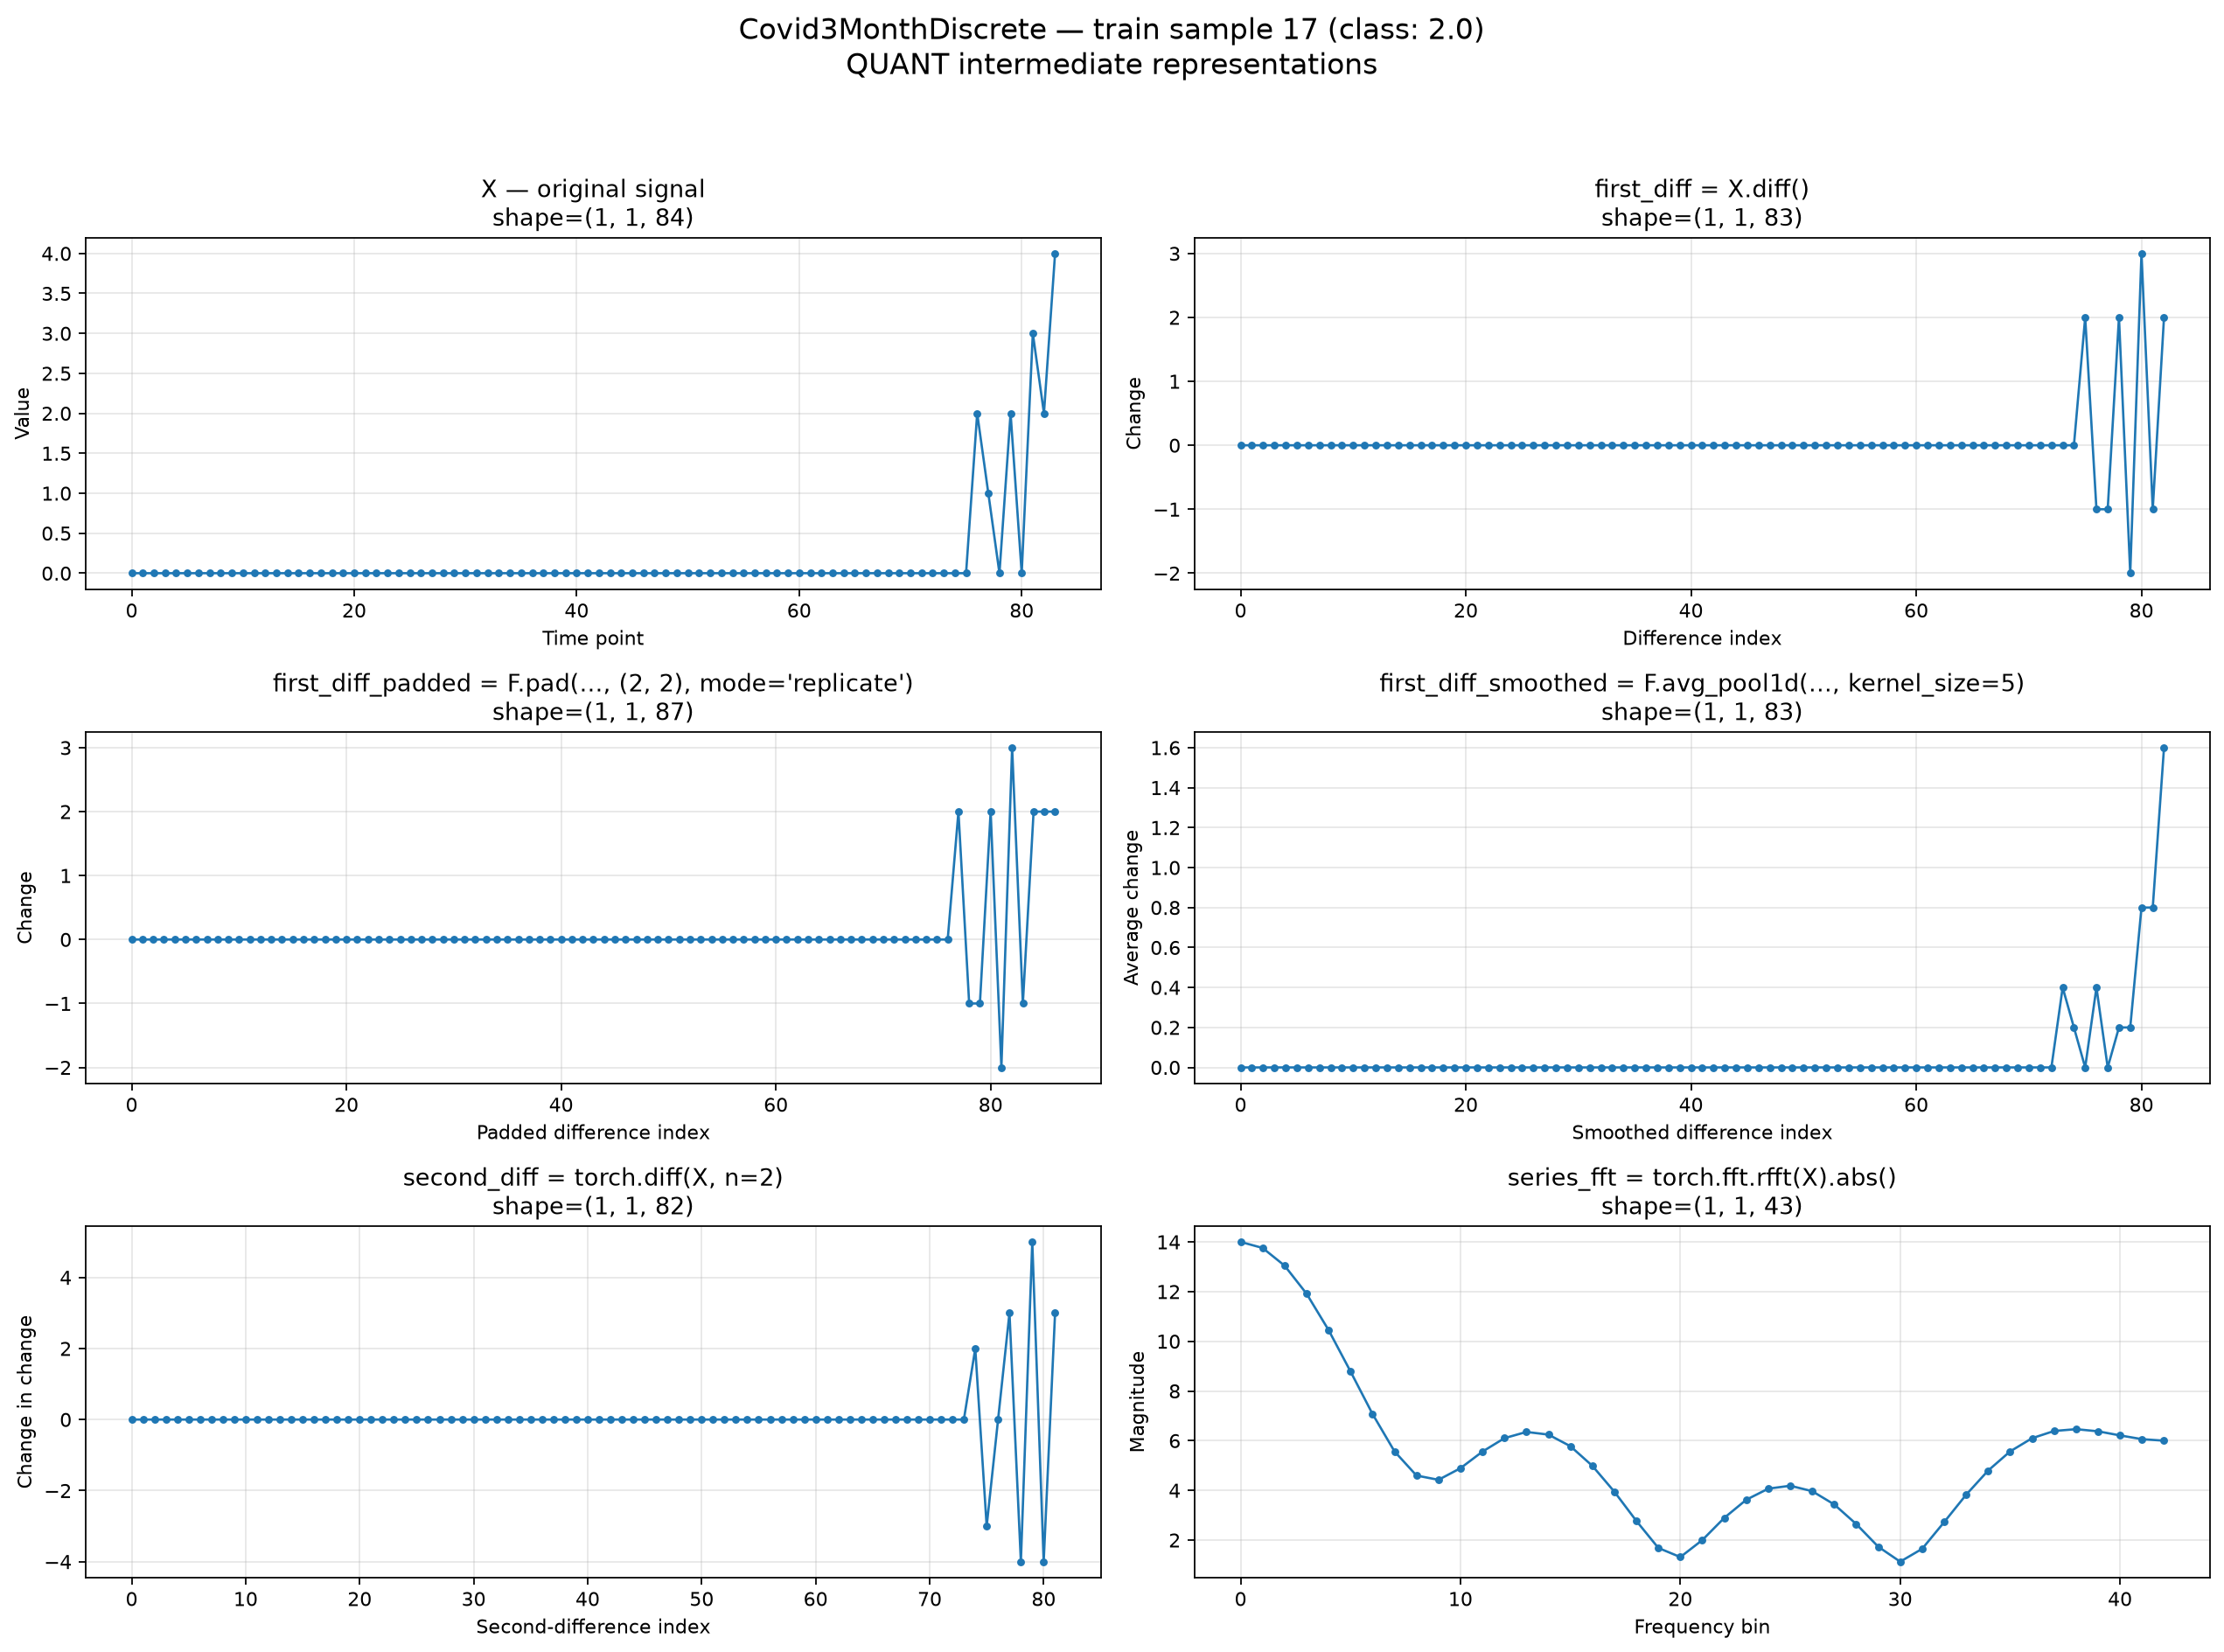 Covid3MonthDiscrete — train sample 17 (class: 2.0)
QUANT intermediate representations
X — original signal
shape=(1, 1, 84)
4.0
3.5
3.0
2.5
2.0
1.5
1.0
0.5
0.0
Value
0 20 40 60 80
Time point
first_diff = X.diff()
shape=(1, 1, 83)
3
2
1
0
−1
−2
Change
0 20 40 60 80
Difference index
first_diff_padded = F.pad(..., (2, 2), mode='replicate')
shape=(1, 1, 87)
3
2
1
0
−1
−2
Change
0 20 40 60 80
Padded difference index
first_diff_smoothed = F.avg_pool1d(..., kernel_size=5)
shape=(1, 1, 83)
1.6
1.4
1.2
1.0
0.8
0.6
0.4
0.2
0.0
Average change
0 20 40 60 80
Smoothed difference index
second_diff = torch.diff(X, n=2)
shape=(1, 1, 82)
4
2
0
−2
−4
Change in change
0 10 20 30 40 50 60 70 80
Second-difference index
series_fft = torch.fft.rfft(X).abs()
shape=(1, 1, 43)
14
12
10
8
6
4
2
Magnitude
0 10 20 30 40
Frequency bin